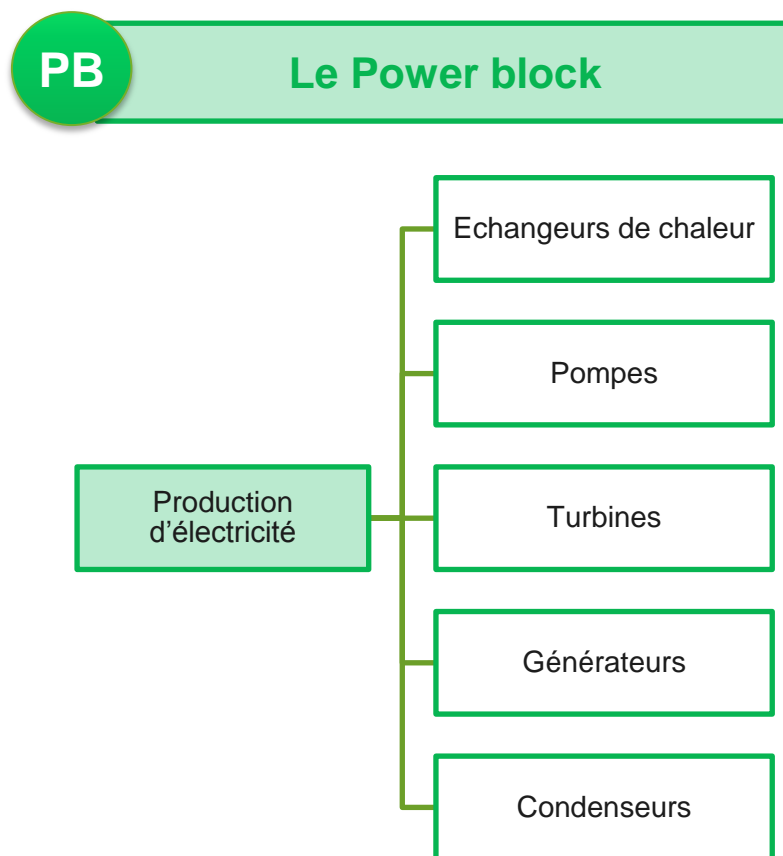 PB
Le Power block
Echangeurs de chaleur
Pompes
Production
d’électricité
Turbines
Générateurs
Condenseurs